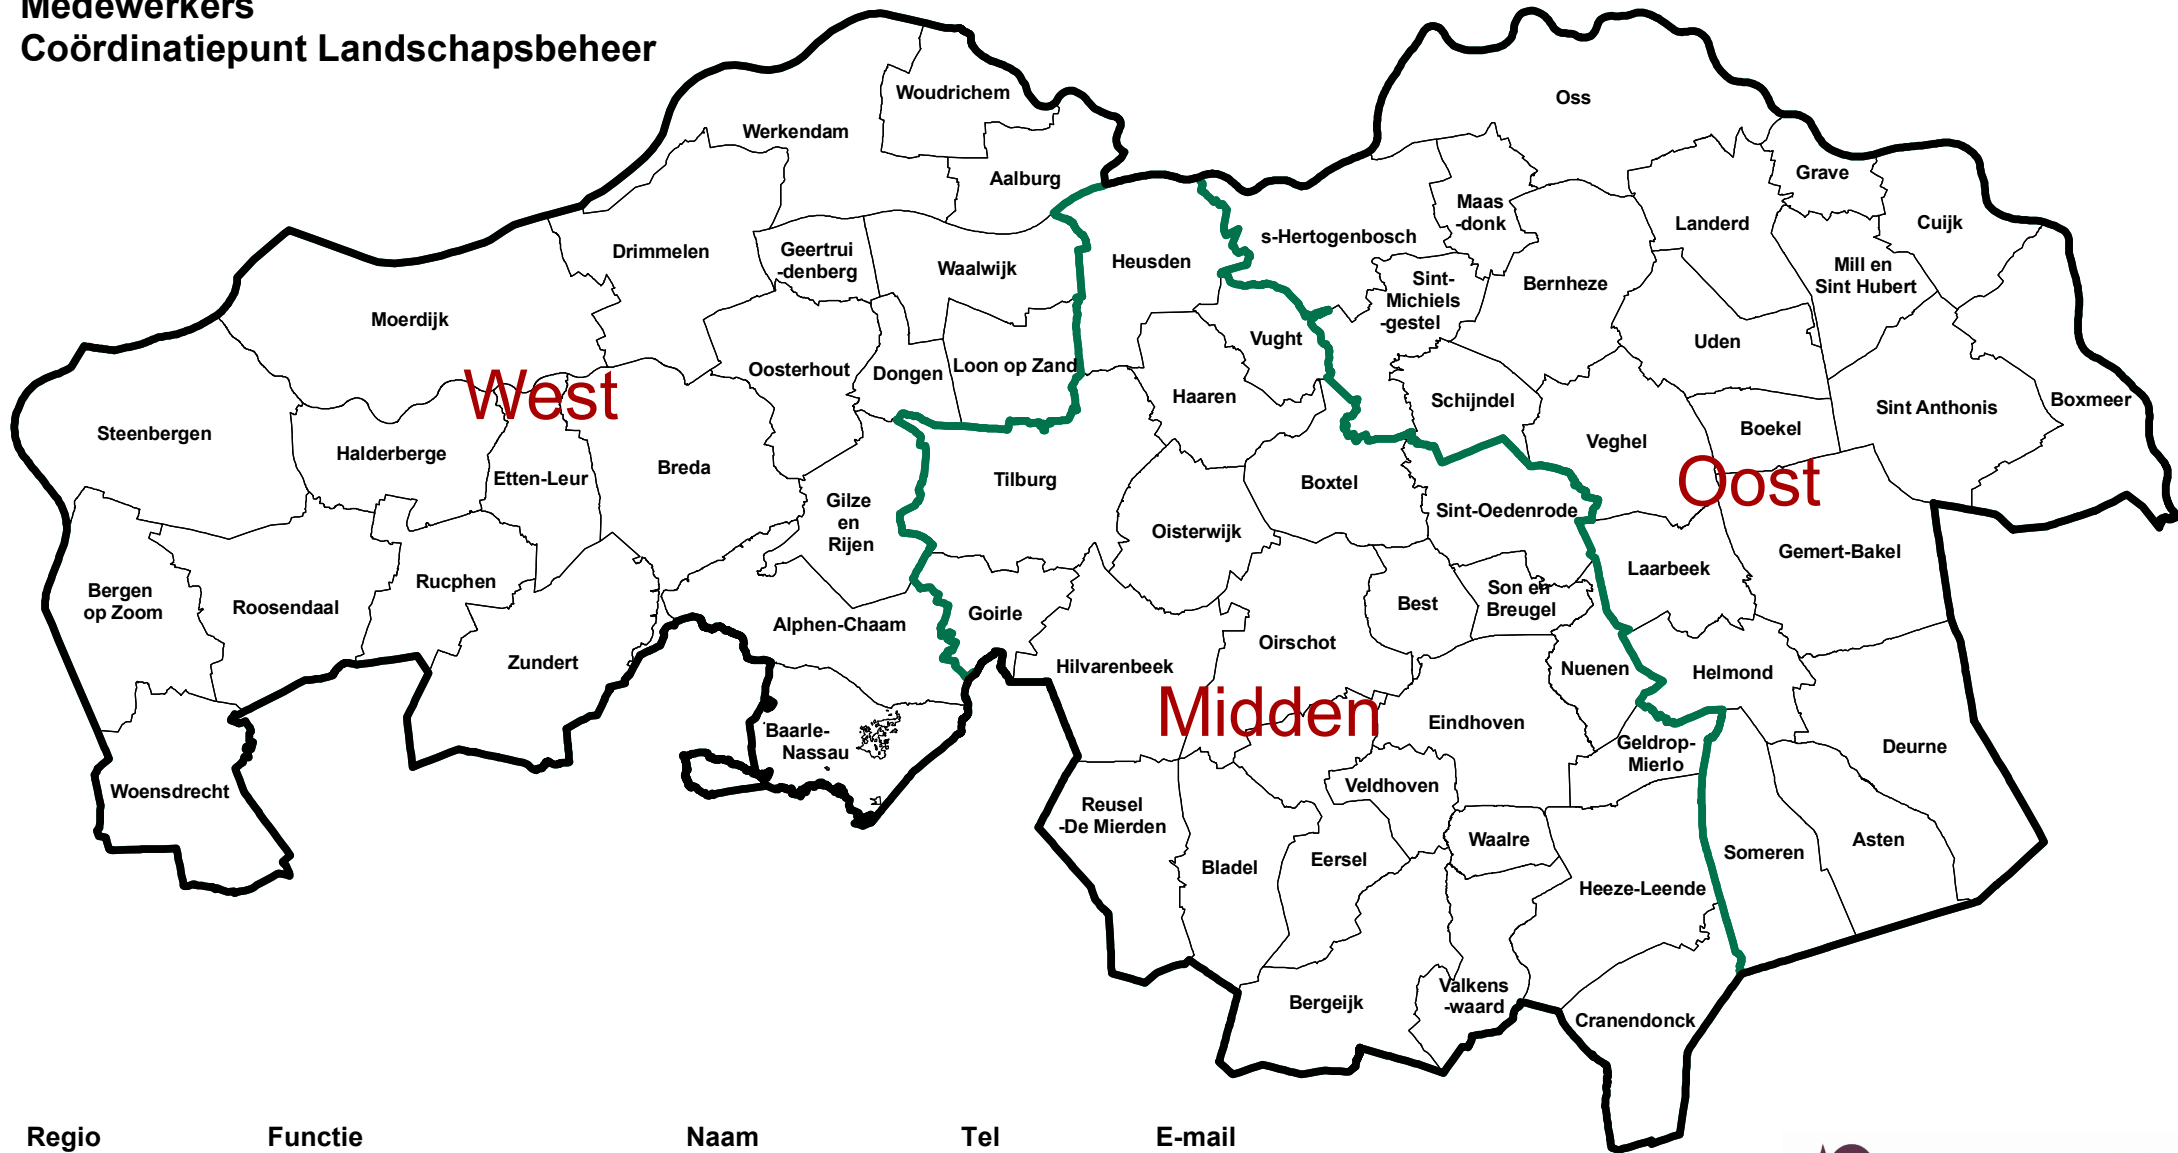 Medewerkers
Coördinatiepunt Landschapsbeheer
Woudrichem
Werkendam
Aalburg
Oss
Grave
Maas
-donk
Landerd
Cuijk
s-Hertogenbosch
Drimmelen
Geertrui
-denberg
Waalwijk
Heusden
Sint-
Michiels
-gestel
Bernheze
Mill en
Sint Hubert
Moerdijk
Vught
Uden
Oosterhout
Dongen
Loon op Zand
West
Haaren
Schijndel
Sint Anthonis
Boxmeer
Steenbergen
Halderberge
Veghel
Boekel
Etten-Leur
Breda
Tilburg
Boxtel
Oost
Gilze
en
Rijen
Oisterwijk
Sint-Oedenrode
Gemert-Bakel
Bergen
op Zoom
Roosendaal
Rucphen
Laarbeek
Best
Son en
Breugel
Goirle
Alphen-Chaam
Oirschot
Zundert
Hilvarenbeek
Nuenen
Helmond
Midden
Eindhoven
Baarle-
Nassau
Geldrop-
Mierlo
Deurne
Woensdrecht
Veldhoven
Reusel
-De Mierden
Waalre
Asten
Someren
Eersel
Bladel
Heeze-Leende
Bergeijk
Valkens
-waard
Cranendonck
Regio Functie Naam Tel E-mail